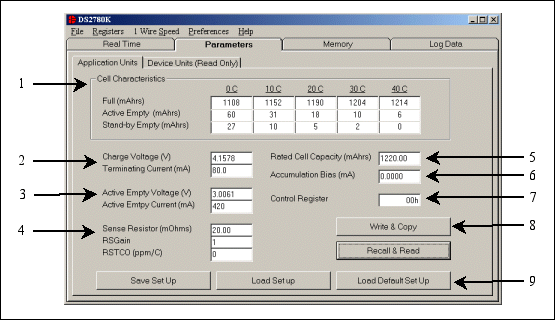 DS2780K
File Registers 1 Wire Speed Preferences Help
Real Time Parameters Memory Log Data
Application Units Device Units (Read Only)
1 Cell Characteristics
0 C 10 C 20 C 30 C 40 C
Full (mAhrs) 1108 1152 1190 1204 1214
Active Empty (mAhrs) 60 31 18 10 6
Stand-by Empty (mAhrs) 27 10 5 2 0
2 Charge Voltage (V) 4.1578 Rated Cell Capacity (mAhrs) 1220.00 5
Terminating Current (mA) 80.0 Accumulation Bias (mA) 0.0000 6
3 Active Empty Voltage (V) 3.0061 Control Register 00h 7
Active Emtpy Current (mA) 420
4 Sense Resistor (mOhms) 20.00 Write & Copy 8
RSGain 1
RSTCO (ppm/C) 0 Recall & Read
Save Set Up Load Set up Load Default Set Up 9